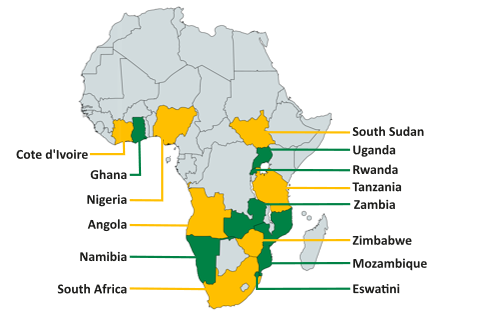 South Sudan
Uganda
Cote d'Ivoire
Rwanda
Ghana
Tanzania
Nigeria
Zambia
Angola
Zimbabwe
Namibia
Mozambique
South Africa
Eswatini